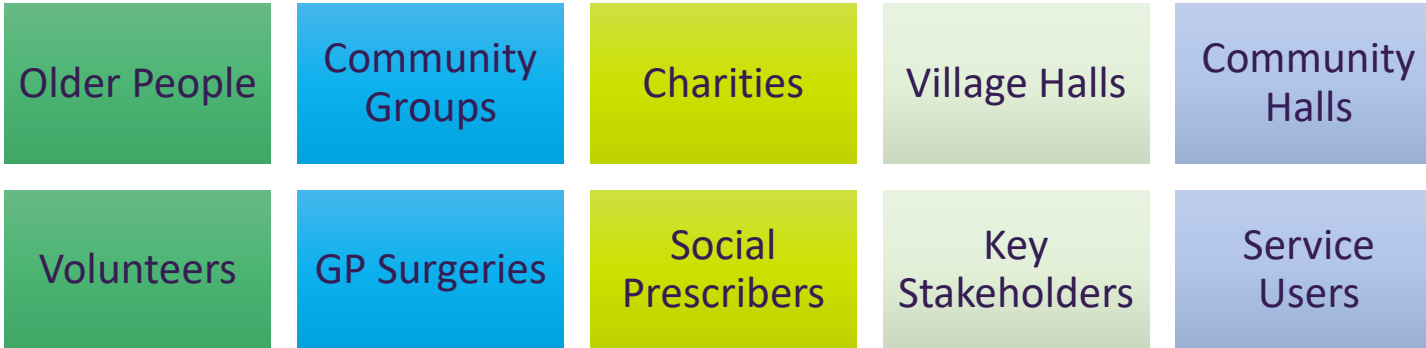 Older People
Community
Groups
Charities
Village Halls
Community
Halls
Volunteers
GP Surgeries
Social
Prescribers
Key
Stakeholders
Service
Users